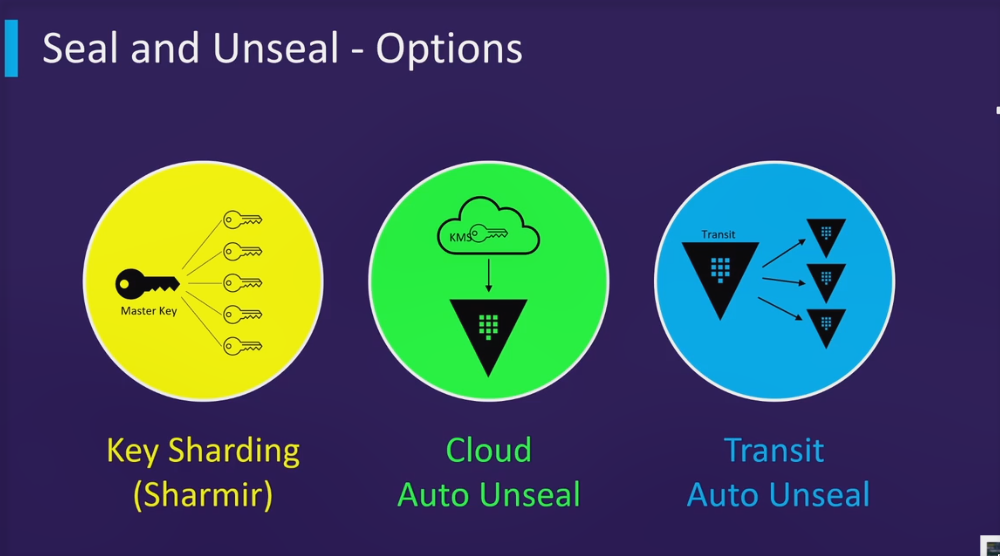 Seal and Unseal - Options
Master Key
KMS
Transit
Key Sharding
(Sharmir)
Cloud
Auto Unseal
Transit
Auto Unseal